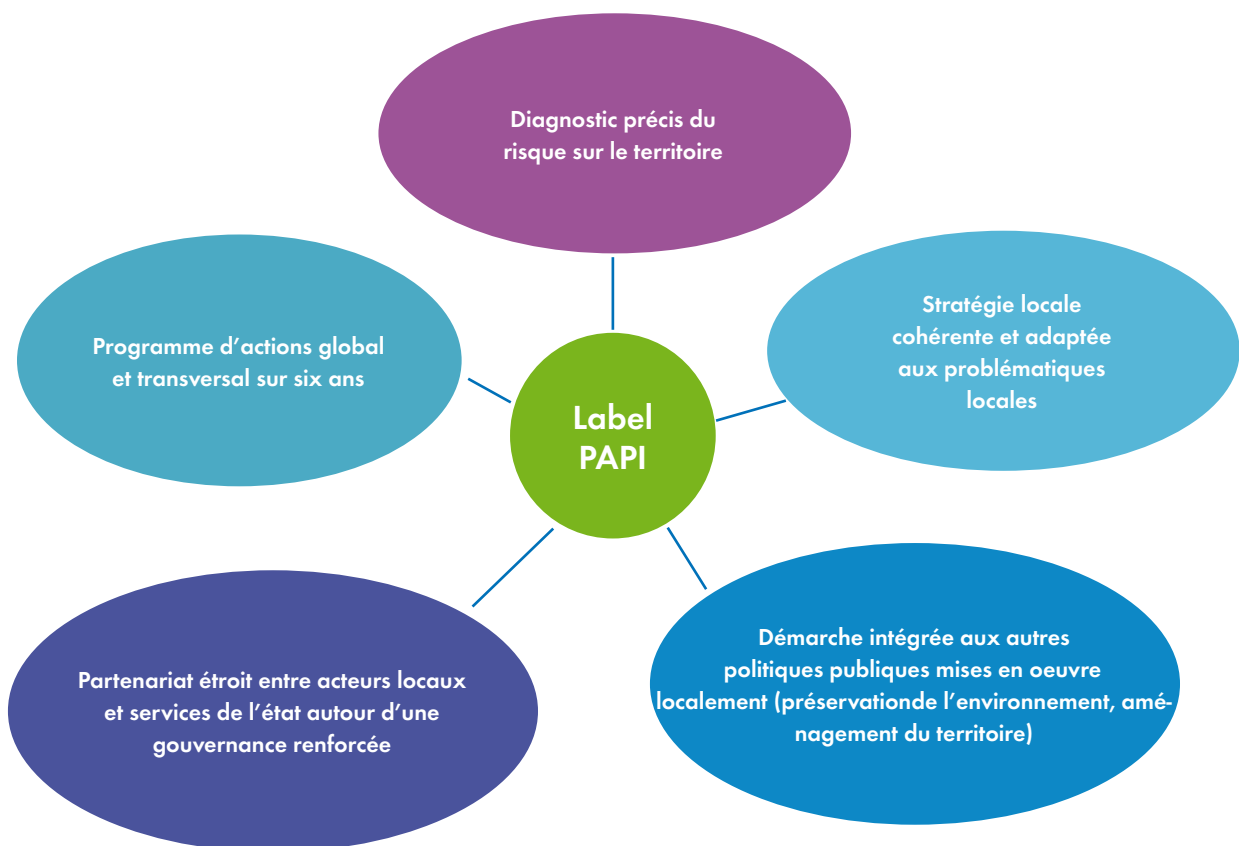 Diagnostic précis du
risque sur le territoire
Programme d'actions global
et transversal sur six ans
Stratégie locale
cohérente et adaptée
aux problématiques
locales
Label
PAPI
Partenariat étroit entre acteurs locaux
et services de l'état autour d'une
gouvernance renforcée
Démarche intégrée aux autres
politiques publiques mises en oeuvre
localement (préservationde l'environnement, amé-
nagement du territoire)